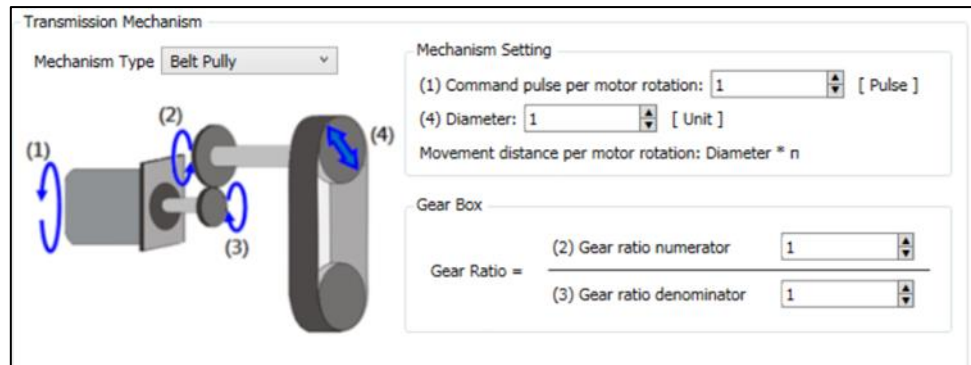 Transmission Mechanism
Mechanism Type Belt Pully
(1)
(2)
(3)
(4)
Mechanism Setting
(1) Command pulse per motor rotation: 1 [ Pulse ]
(4) Diameter: 1 [ Unit ]
Movement distance per motor rotation: Diameter * n
Gear Box
Gear Ratio =
(2) Gear ratio numerator 1
(3) Gear ratio denominator 1